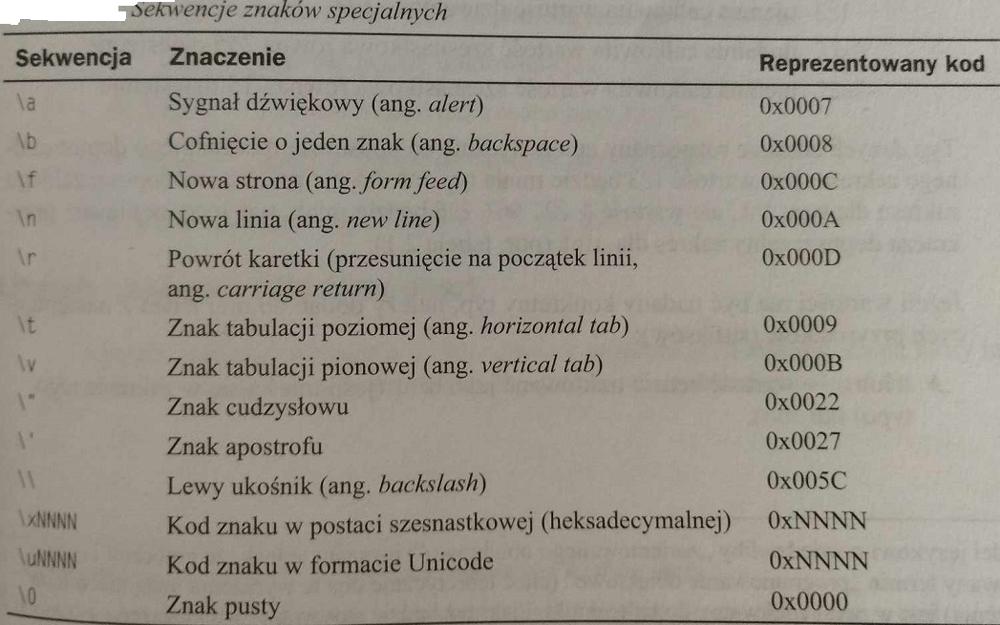 Sekwencje znaków specjalnych
Sekwencja Znaczenie Reprezentowany kod
\a Sygnał dźwiękowy (ang. alert) 0x0007
\b Cofnięcie o jeden znak (ang. backspace) 0x0008
\f Nowa strona (ang. form feed) 0x000C
\n Nowa linia (ang. new line) 0x000A
\r Powrót karetki (przesunięcie na początek linii, 0x000D
ang. carriage return)
\t Znak tabulacji poziomej (ang. horizontal tab) 0x0009
\v Znak tabulacji pionowej (ang. vertical tab) 0x000B
\" Znak cudzysłowu 0x0022
\' Znak apostrofu 0x0027
\\ Lewy ukośnik (ang. backslash) 0x005C
\xNNNN Kod znaku w postaci szesnastkowej (heksadecymalnej) 0xNNNN
\uNNNN Kod znaku w formacie Unicode 0xNNNN
\0 Znak pusty 0x0000